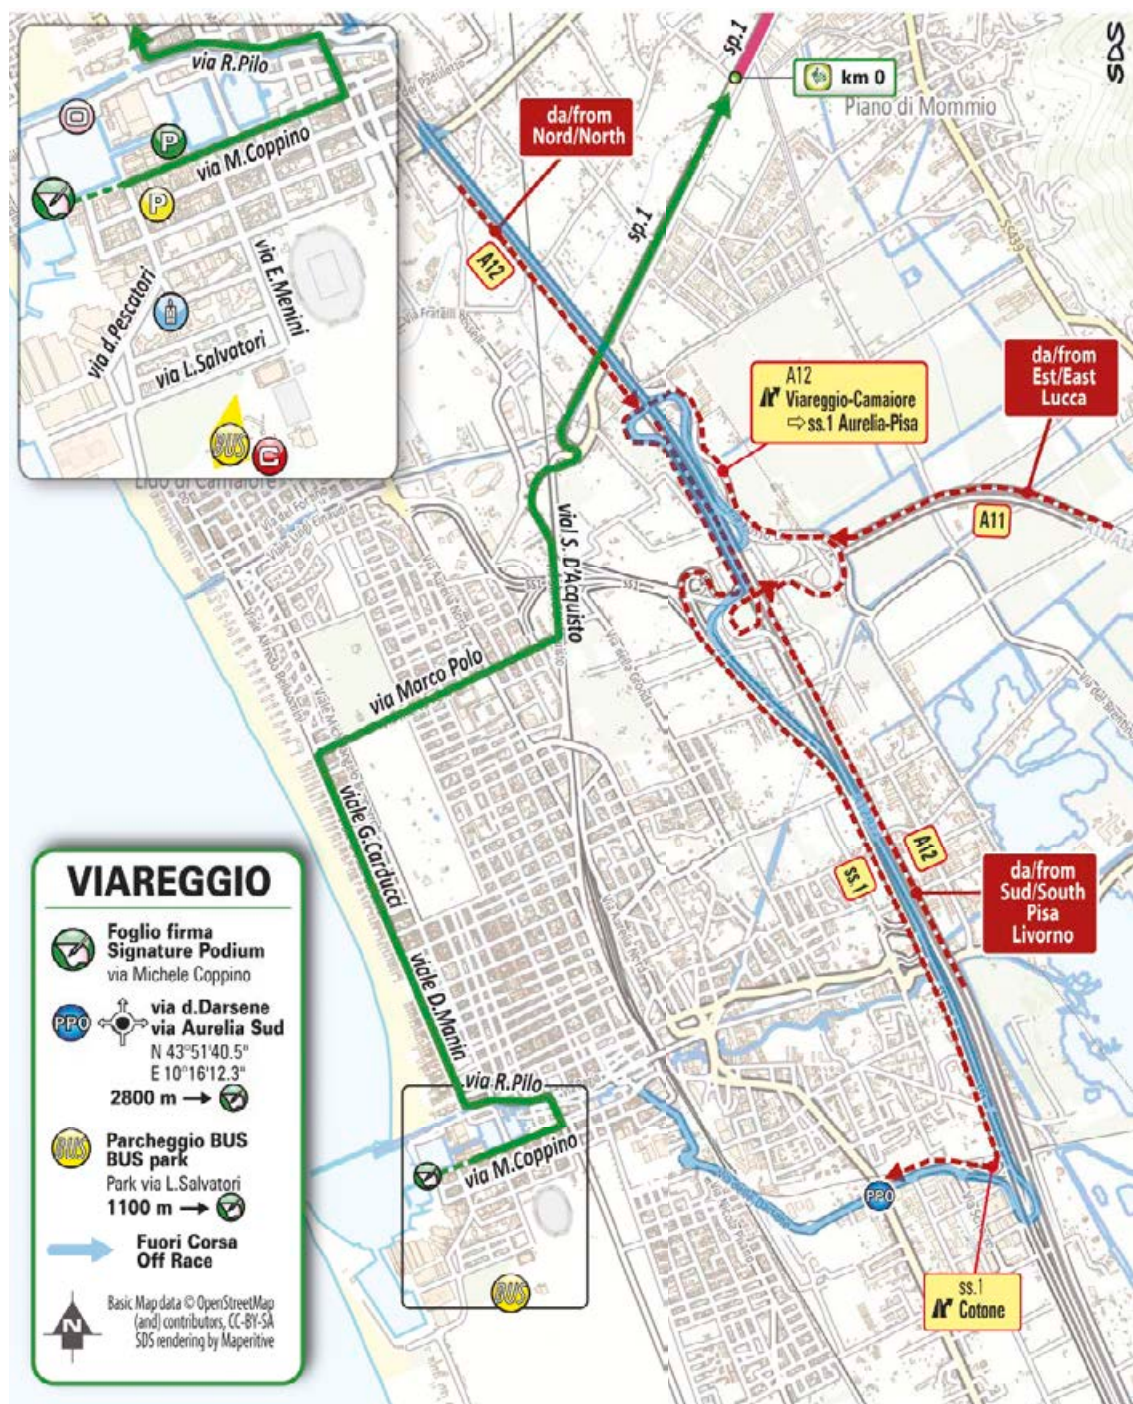 via R.Pilo
via M.Coppino
P
P
via E.Menini
via d.Pescatori
via L.Salvatori
BUS
Lido di Camaiore
sp.1
km 0
SDS
Piano di Mommio
da/from
Nord/North
A12
sp.1
SS439
da/from
Est/East
Lucca
A12
Viareggio-Camaiore
ss.1 Aurelia-Pisa
A11
vial S. D'Acquisto
via Marco Polo
viale G.Carducci
viale D.Manin
via R.Pilo
via M.Coppino
BUS
A12
ss.1
da/from
Sud/South
Pisa
Livorno
PPO
ss.1
Cotone
VIAREGGIO
Foglio firma
Signature Podium
via Michele Coppino
PPO
via d.Darsene
via Aurelia Sud
N 43°51'40.5"
E 10°16'12.3"
2800 m
BUS
Parcheggio BUS
BUS park
Park via L.Salvatori
1100 m
Fuori Corsa
Off Race
N
Basic Map data © OpenStreetMap
(and) contributors, CC-BY-SA
SDS rendering by Maperitive